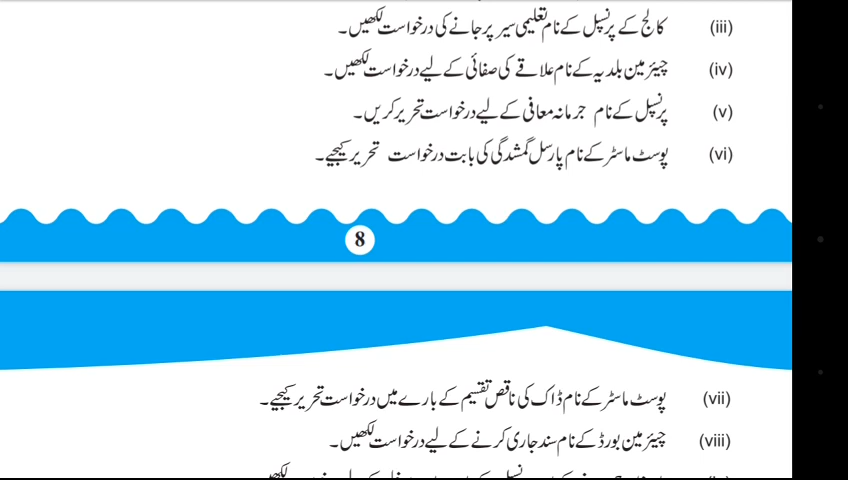 (iii) کالج کے پرنسپل کے نام تعلیمی سیر پر جانے کی درخواست لکھیں۔
(iv) چیئرمین بلدیہ کے نام علاقے کی صفائی کے لیے درخواست لکھیں۔
(v) پرنسپل کے نام جرمانہ معافی کے لیے درخواست تحریر کریں۔
(vi) پوسٹ ماسٹر کے نام پارسل گمشدگی کی بابت درخواست تحریر کیجیے۔
8
(vii) پوسٹ ماسٹر کے نام ڈاک کی ناقص تقسیم کے بارے میں درخواست تحریر کیجیے۔
(viii) چیئرمین بورڈ کے نام سند جاری کرنے کے لیے درخواست لکھیں۔